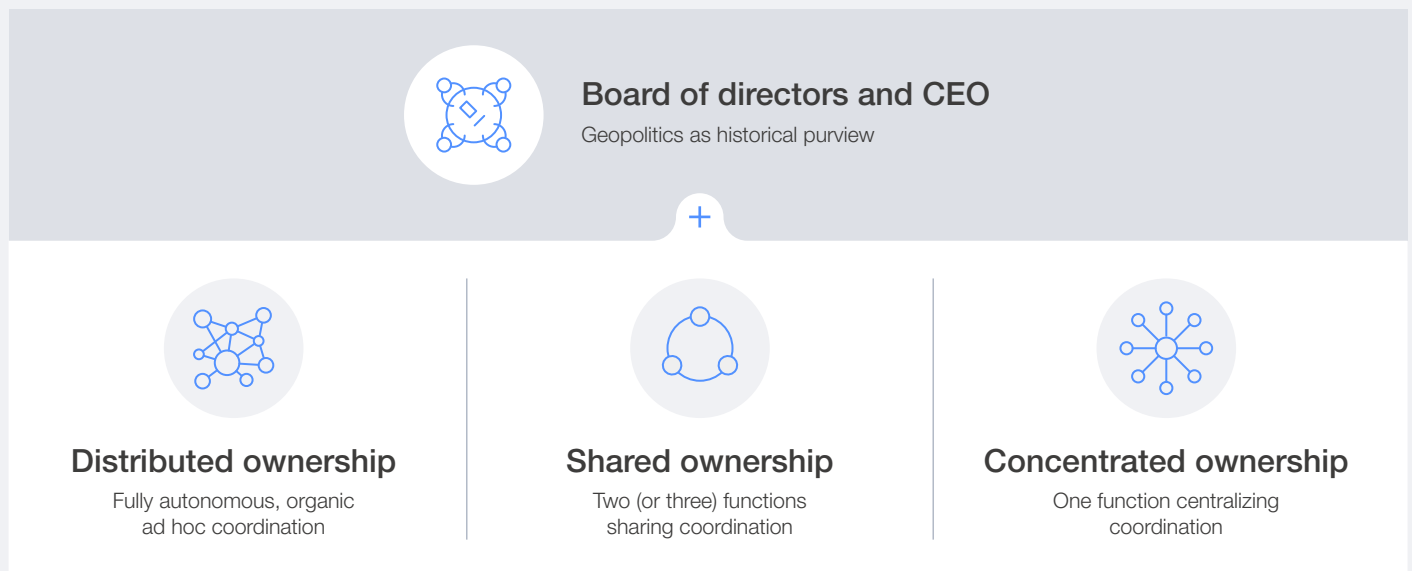 Board of directors and CEO
Geopolitics as historical purview
+
Distributed ownership
Fully autonomous, organic
ad hoc coordination
Shared ownership
Two (or three) functions
sharing coordination
Concentrated ownership
One function centralizing
coordination